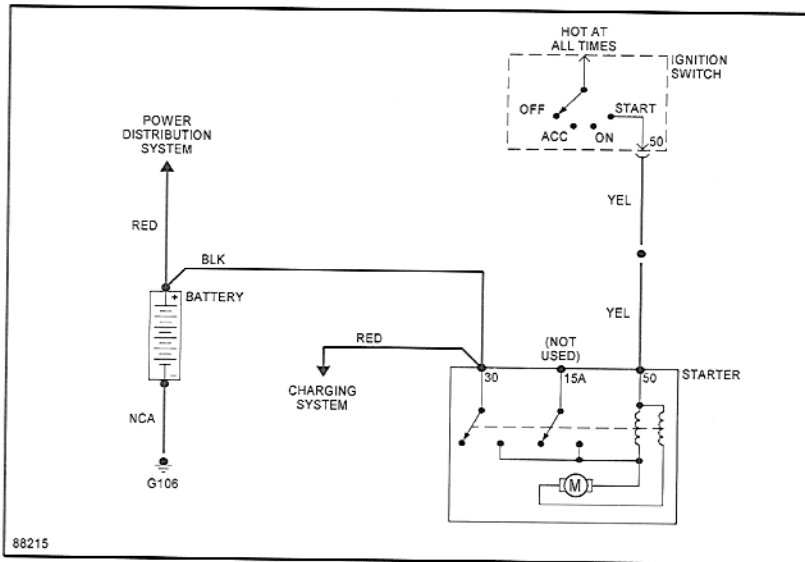 HOT AT
ALL TIMES
IGNITION
SWITCH
OFF
START
ACC
ON
50
POWER
DISTRIBUTION
SYSTEM
RED
YEL
BLK
+
BATTERY
-
YEL
RED
(NOT
USED)
30
15A
50
STARTER
CHARGING
SYSTEM
NCA
G106
M
88215